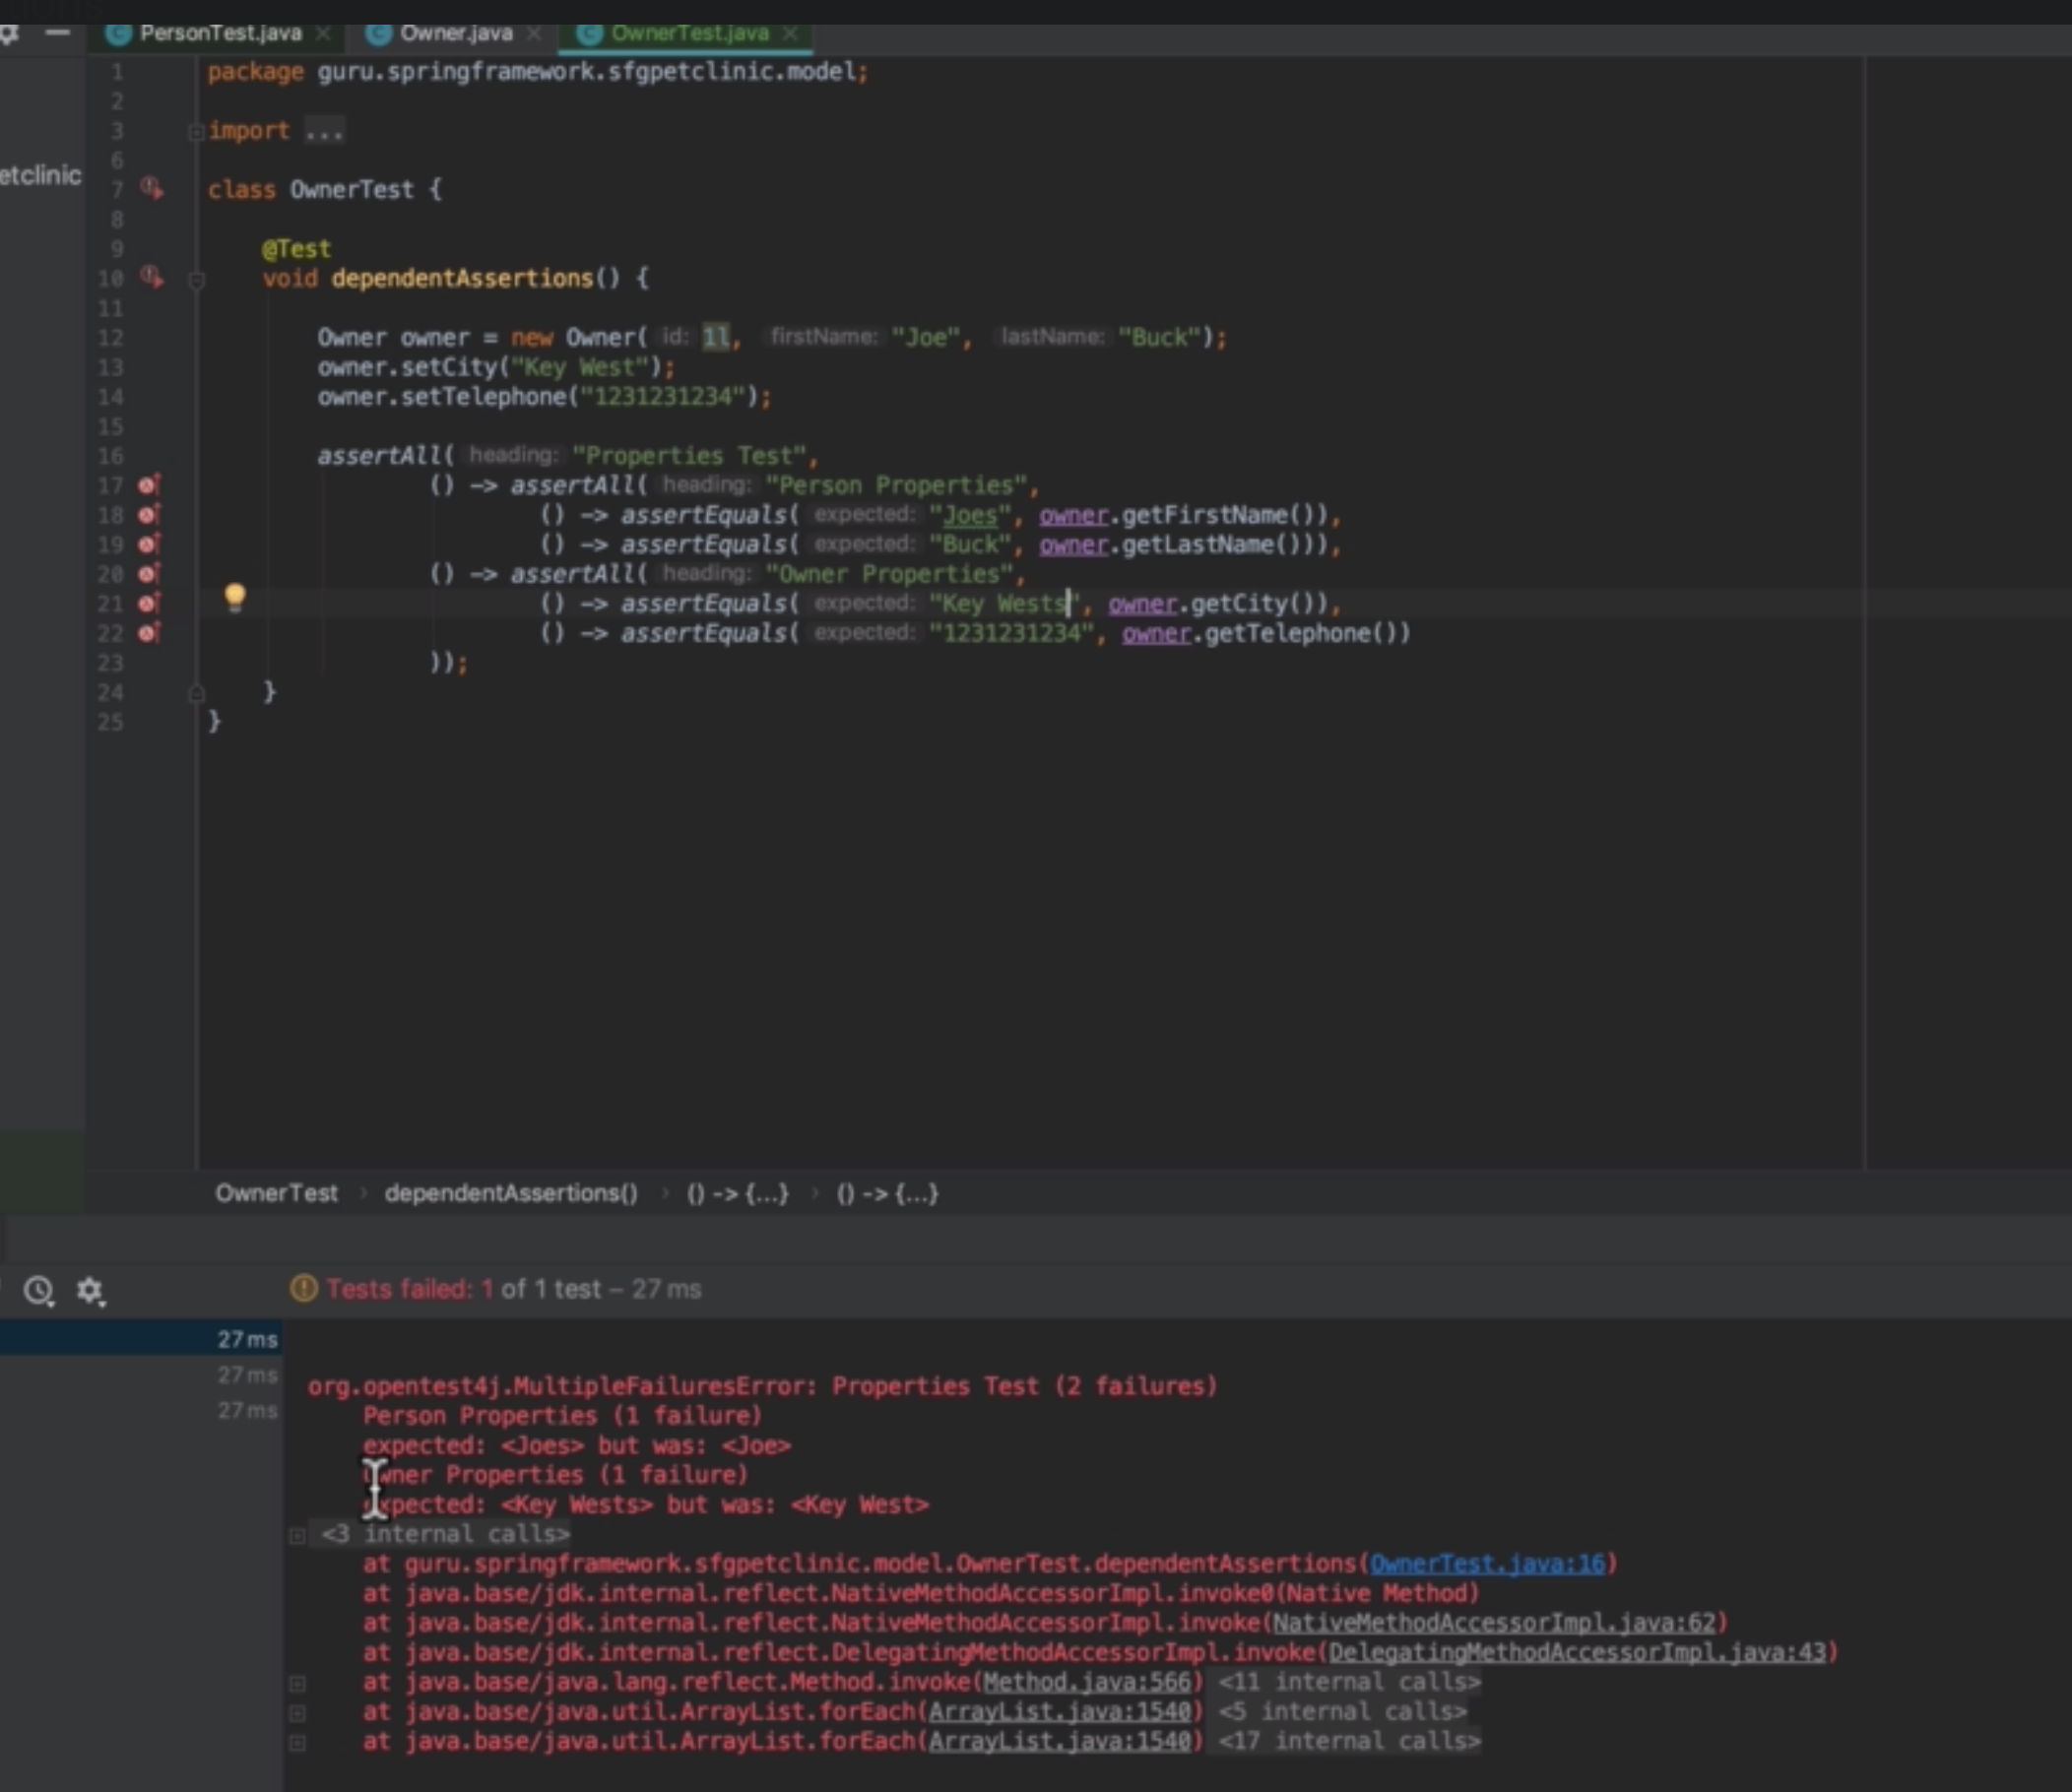 PersonTest.java × Owner.java × OwnerTest.java ×
etclinic
1 package guru.springframework.sfgpetclinic.model;
2
3 import ...
6
7 class OwnerTest {
8
9 @Test
10 void dependentAssertions() {
11
12 Owner owner = new Owner( id: 1l, firstName: "Joe", lastName: "Buck");
13 owner.setCity("Key West");
14 owner.setTelephone("1231231234");
15
16 assertAll( heading: "Properties Test",
17 () -> assertAll( heading: "Person Properties",
18 () -> assertEquals( expected: "Joes", owner.getFirstName()),
19 () -> assertEquals( expected: "Buck", owner.getLastName())),
20 () -> assertAll( heading: "Owner Properties",
21 () -> assertEquals( expected: "Key Wests", owner.getCity()),
22 () -> assertEquals( expected: "1231231234", owner.getTelephone())
23 ));
24 }
25 }
OwnerTest › dependentAssertions() › () -> {...} › () -> {...}
Tests failed: 1 of 1 test – 27 ms
27 ms
27 ms
27 ms
org.opentest4j.MultipleFailuresError: Properties Test (2 failures)
Person Properties (1 failure)
expected: <Joes> but was: <Joe>
Owner Properties (1 failure)
expected: <Key Wests> but was: <Key West>
<3 internal calls>
at guru.springframework.sfgpetclinic.model.OwnerTest.dependentAssertions(OwnerTest.java:16)
at java.base/jdk.internal.reflect.NativeMethodAccessorImpl.invoke0(Native Method)
at java.base/jdk.internal.reflect.NativeMethodAccessorImpl.invoke(NativeMethodAccessorImpl.java:62)
at java.base/jdk.internal.reflect.DelegatingMethodAccessorImpl.invoke(DelegatingMethodAccessorImpl.java:43)
at java.base/java.lang.reflect.Method.invoke(Method.java:566) <11 internal calls>
at java.base/java.util.ArrayList.forEach(ArrayList.java:1540) <5 internal calls>
at java.base/java.util.ArrayList.forEach(ArrayList.java:1540) <17 internal calls>